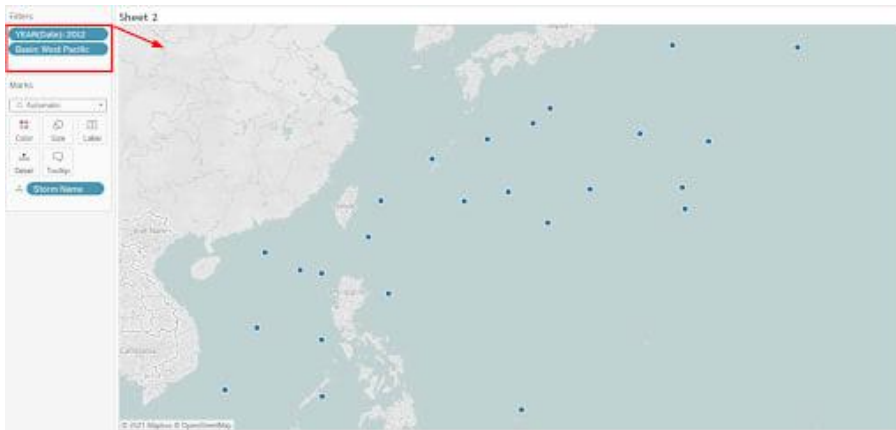 Filters
Sheet 2
YEAR(Date): 2012
Basin: West Pacific
Marks
Automatic
Color
Size
Label
Detail
Tooltip
Storm Name
Cambodia
© 2021 Mapbox © OpenStreetMap